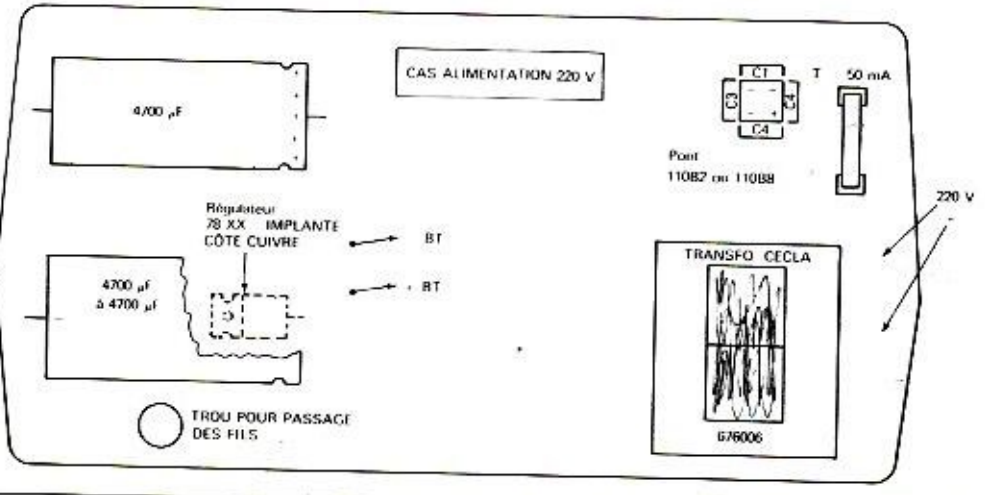 CAS ALIMENTATION 220 V
4700 µF
C1
C3
C4
C4
T 50 mA
Pont
110B2 ou 110B8
220 V
Régulateur
78 XX IMPLANTE
CÔTE CUIVRE
BT
BT
4700 µF
à 4700 µF
TRANSFO CECLA
676006
TROU POUR PASSAGE
DES FILS